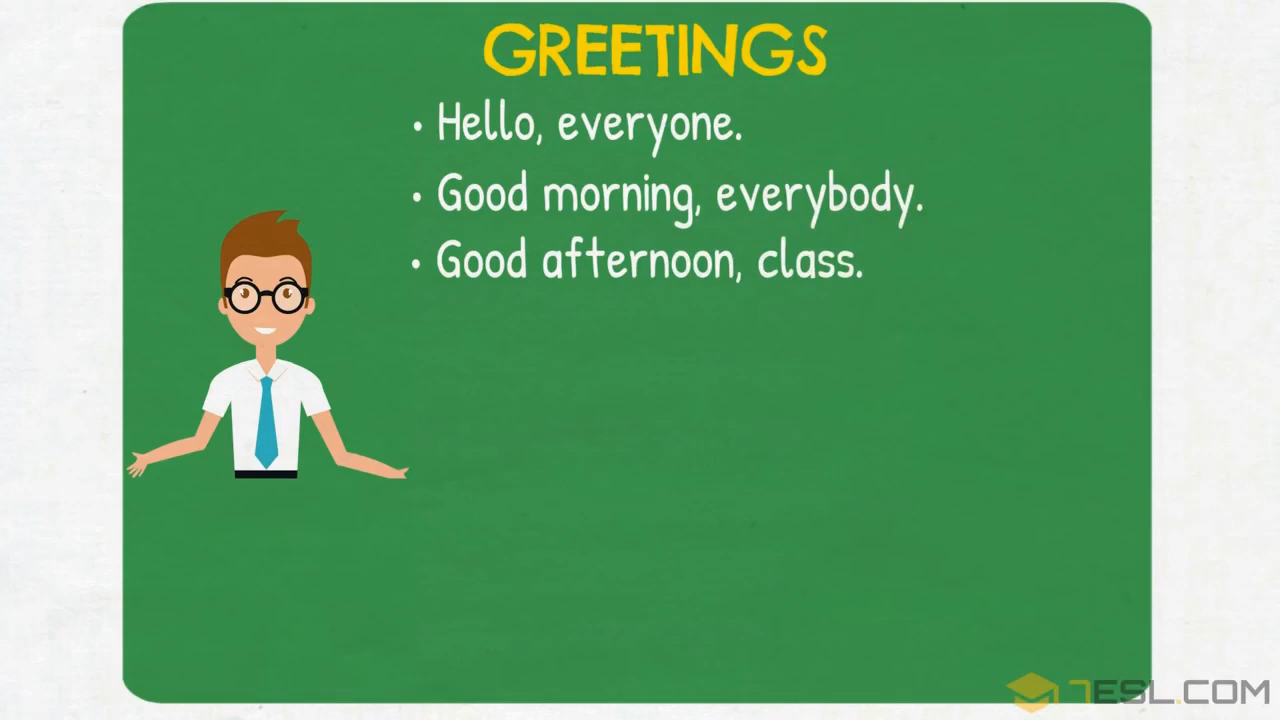 GREETINGS
• Hello, everyone.
• Good morning, everybody.
• Good afternoon, class.
7ESL.COM